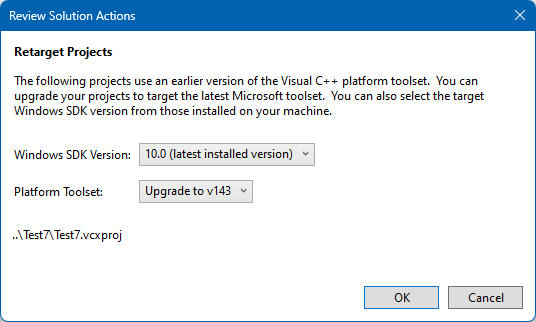 Review Solution Actions
Retarget Projects
The following projects use an earlier version of the Visual C++ platform toolset.  You can
upgrade your projects to target the latest Microsoft toolset.  You can also select the target
Windows SDK version from those installed on your machine.
Windows SDK Version: 10.0 (latest installed version)
Platform Toolset: Upgrade to v143
..\Test7\Test7.vcxproj
OK Cancel